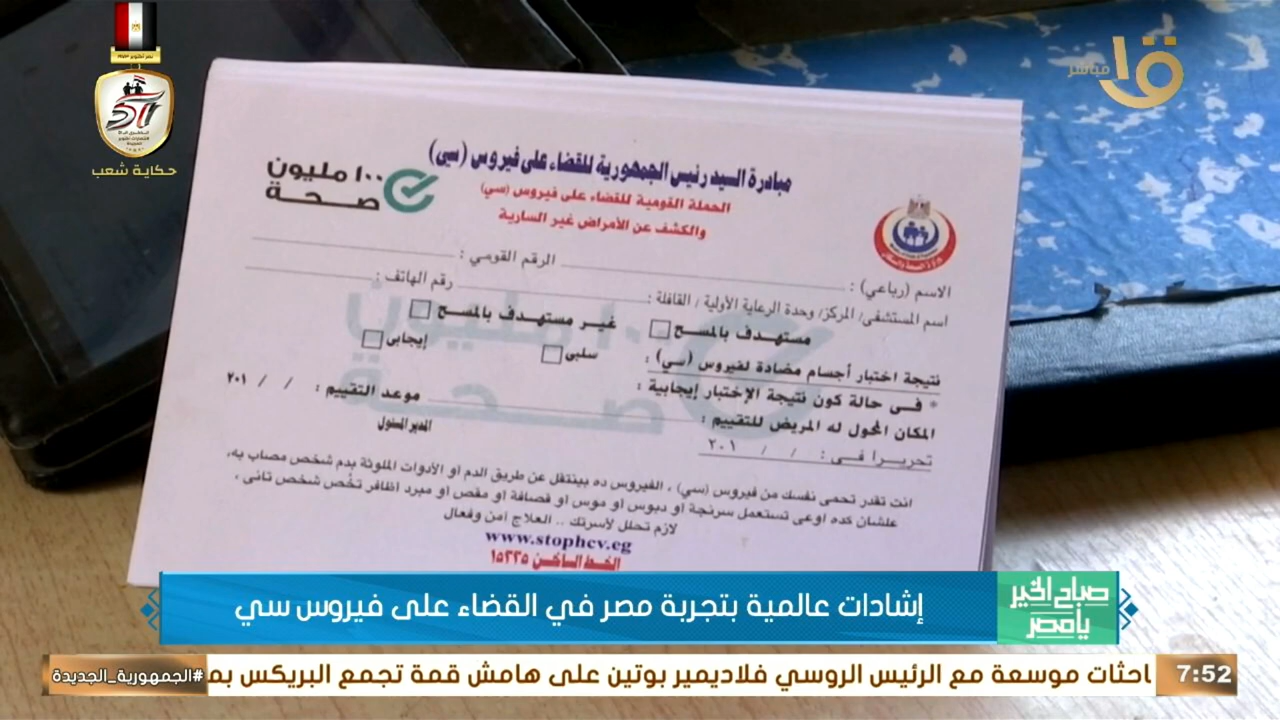 مباشر
حكاية شعب
مبادرة السيد رئيس الجمهورية للقضاء على فيروس (سي)
١٠٠ مليون
صحة
الحملة القومية للقضاء على فيروس (سي)
والكشف عن الأمراض غير السارية
الاسم (رباعي) : الرقم القومي :
اسم المستشفى/ المركز/ وحدة الرعاية الأولية / القافلة : رقم الهاتف :
مستهدف بالمسح غير مستهدف بالمسح
نتيجة اختبار أجسام مضادة لفيروس (سي) : سلبى إيجابى
* فى حالة كون نتيجة الإختبار إيجابية :
المكان المحول له المريض للتقييم : موعد التقييم : / / ٢٠١
تحريرا فى : / / ٢٠١ المدير المسئول
انت تقدر تحمى نفسك من فيروس (سي) ، الفيروس ده بينتقل عن طريق الدم او الأدوات الملوثة بدم شخص مصاب به،
علشان كده اوعى تستعمل سرنجة او دبوس او موس او قصافة او مقص او مبرد اظافر تخص شخص تانى ،
لازم تحلل لأسرتك .. العلاج امن وفعال
www.stophcv.eg
الخط الساخن ١٥٣٣٥
صباح الخير
يا مصر
إشادات عالمية بتجربة مصر في القضاء على فيروس سي
7:52
احثات موسعة مع الرئيس الروسي فلاديمير بوتين على هامش قمة تجمع البريكس بم
#الجمهورية_الجديدة